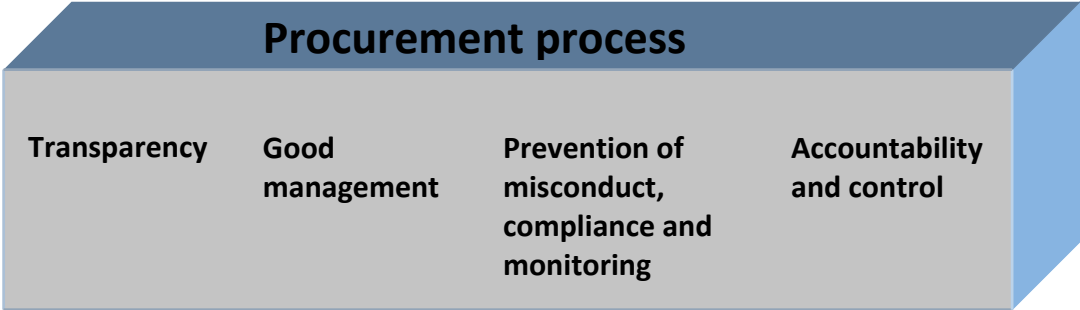 Procurement process
Transparency
Good
management
Prevention of
misconduct,
compliance and
monitoring
Accountability
and control